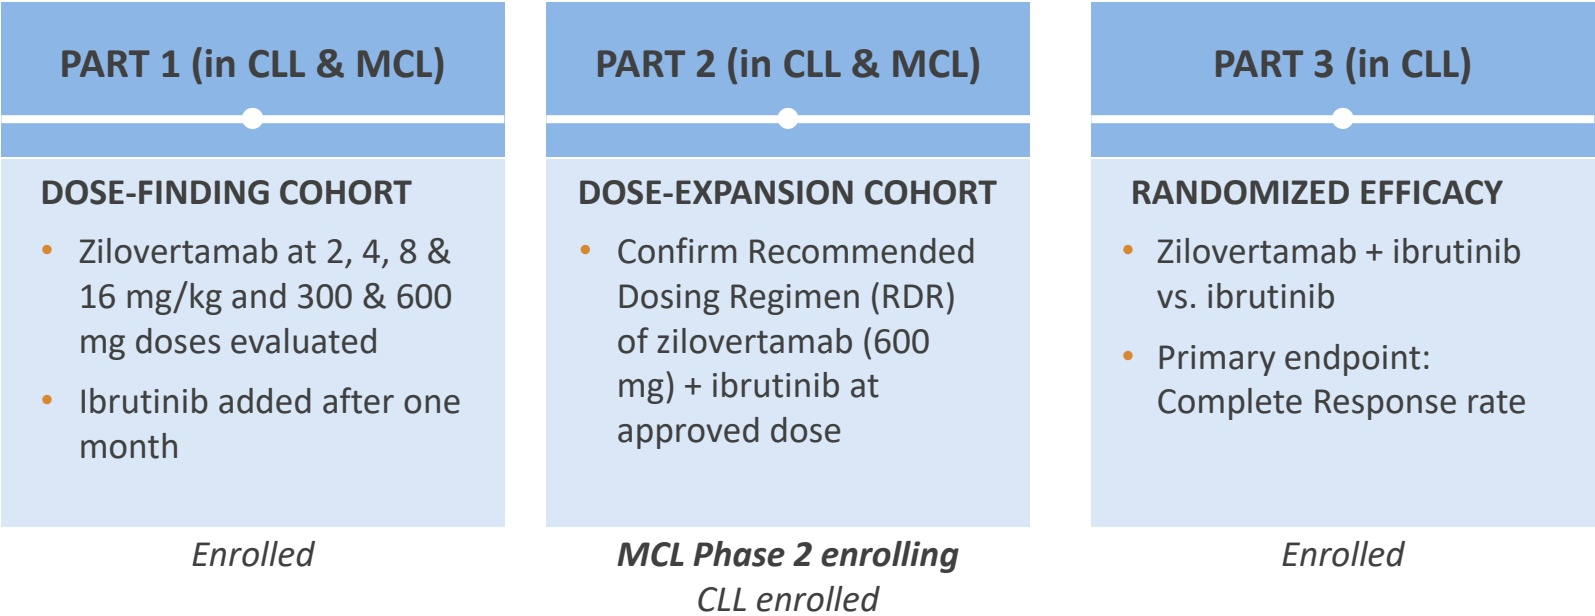 PART 1 (in CLL & MCL)
DOSE-FINDING COHORT
• Zilovertamab at 2, 4, 8 &
16 mg/kg and 300 & 600
mg doses evaluated
• Ibrutinib added after one
month
Enrolled
PART 2 (in CLL & MCL)
DOSE-EXPANSION COHORT
• Confirm Recommended
Dosing Regimen (RDR)
of zilovertamab (600
mg) + ibrutinib at
approved dose
MCL Phase 2 enrolling
CLL enrolled
PART 3 (in CLL)
RANDOMIZED EFFICACY
• Zilovertamab + ibrutinib
vs. ibrutinib
• Primary endpoint:
Complete Response rate
Enrolled